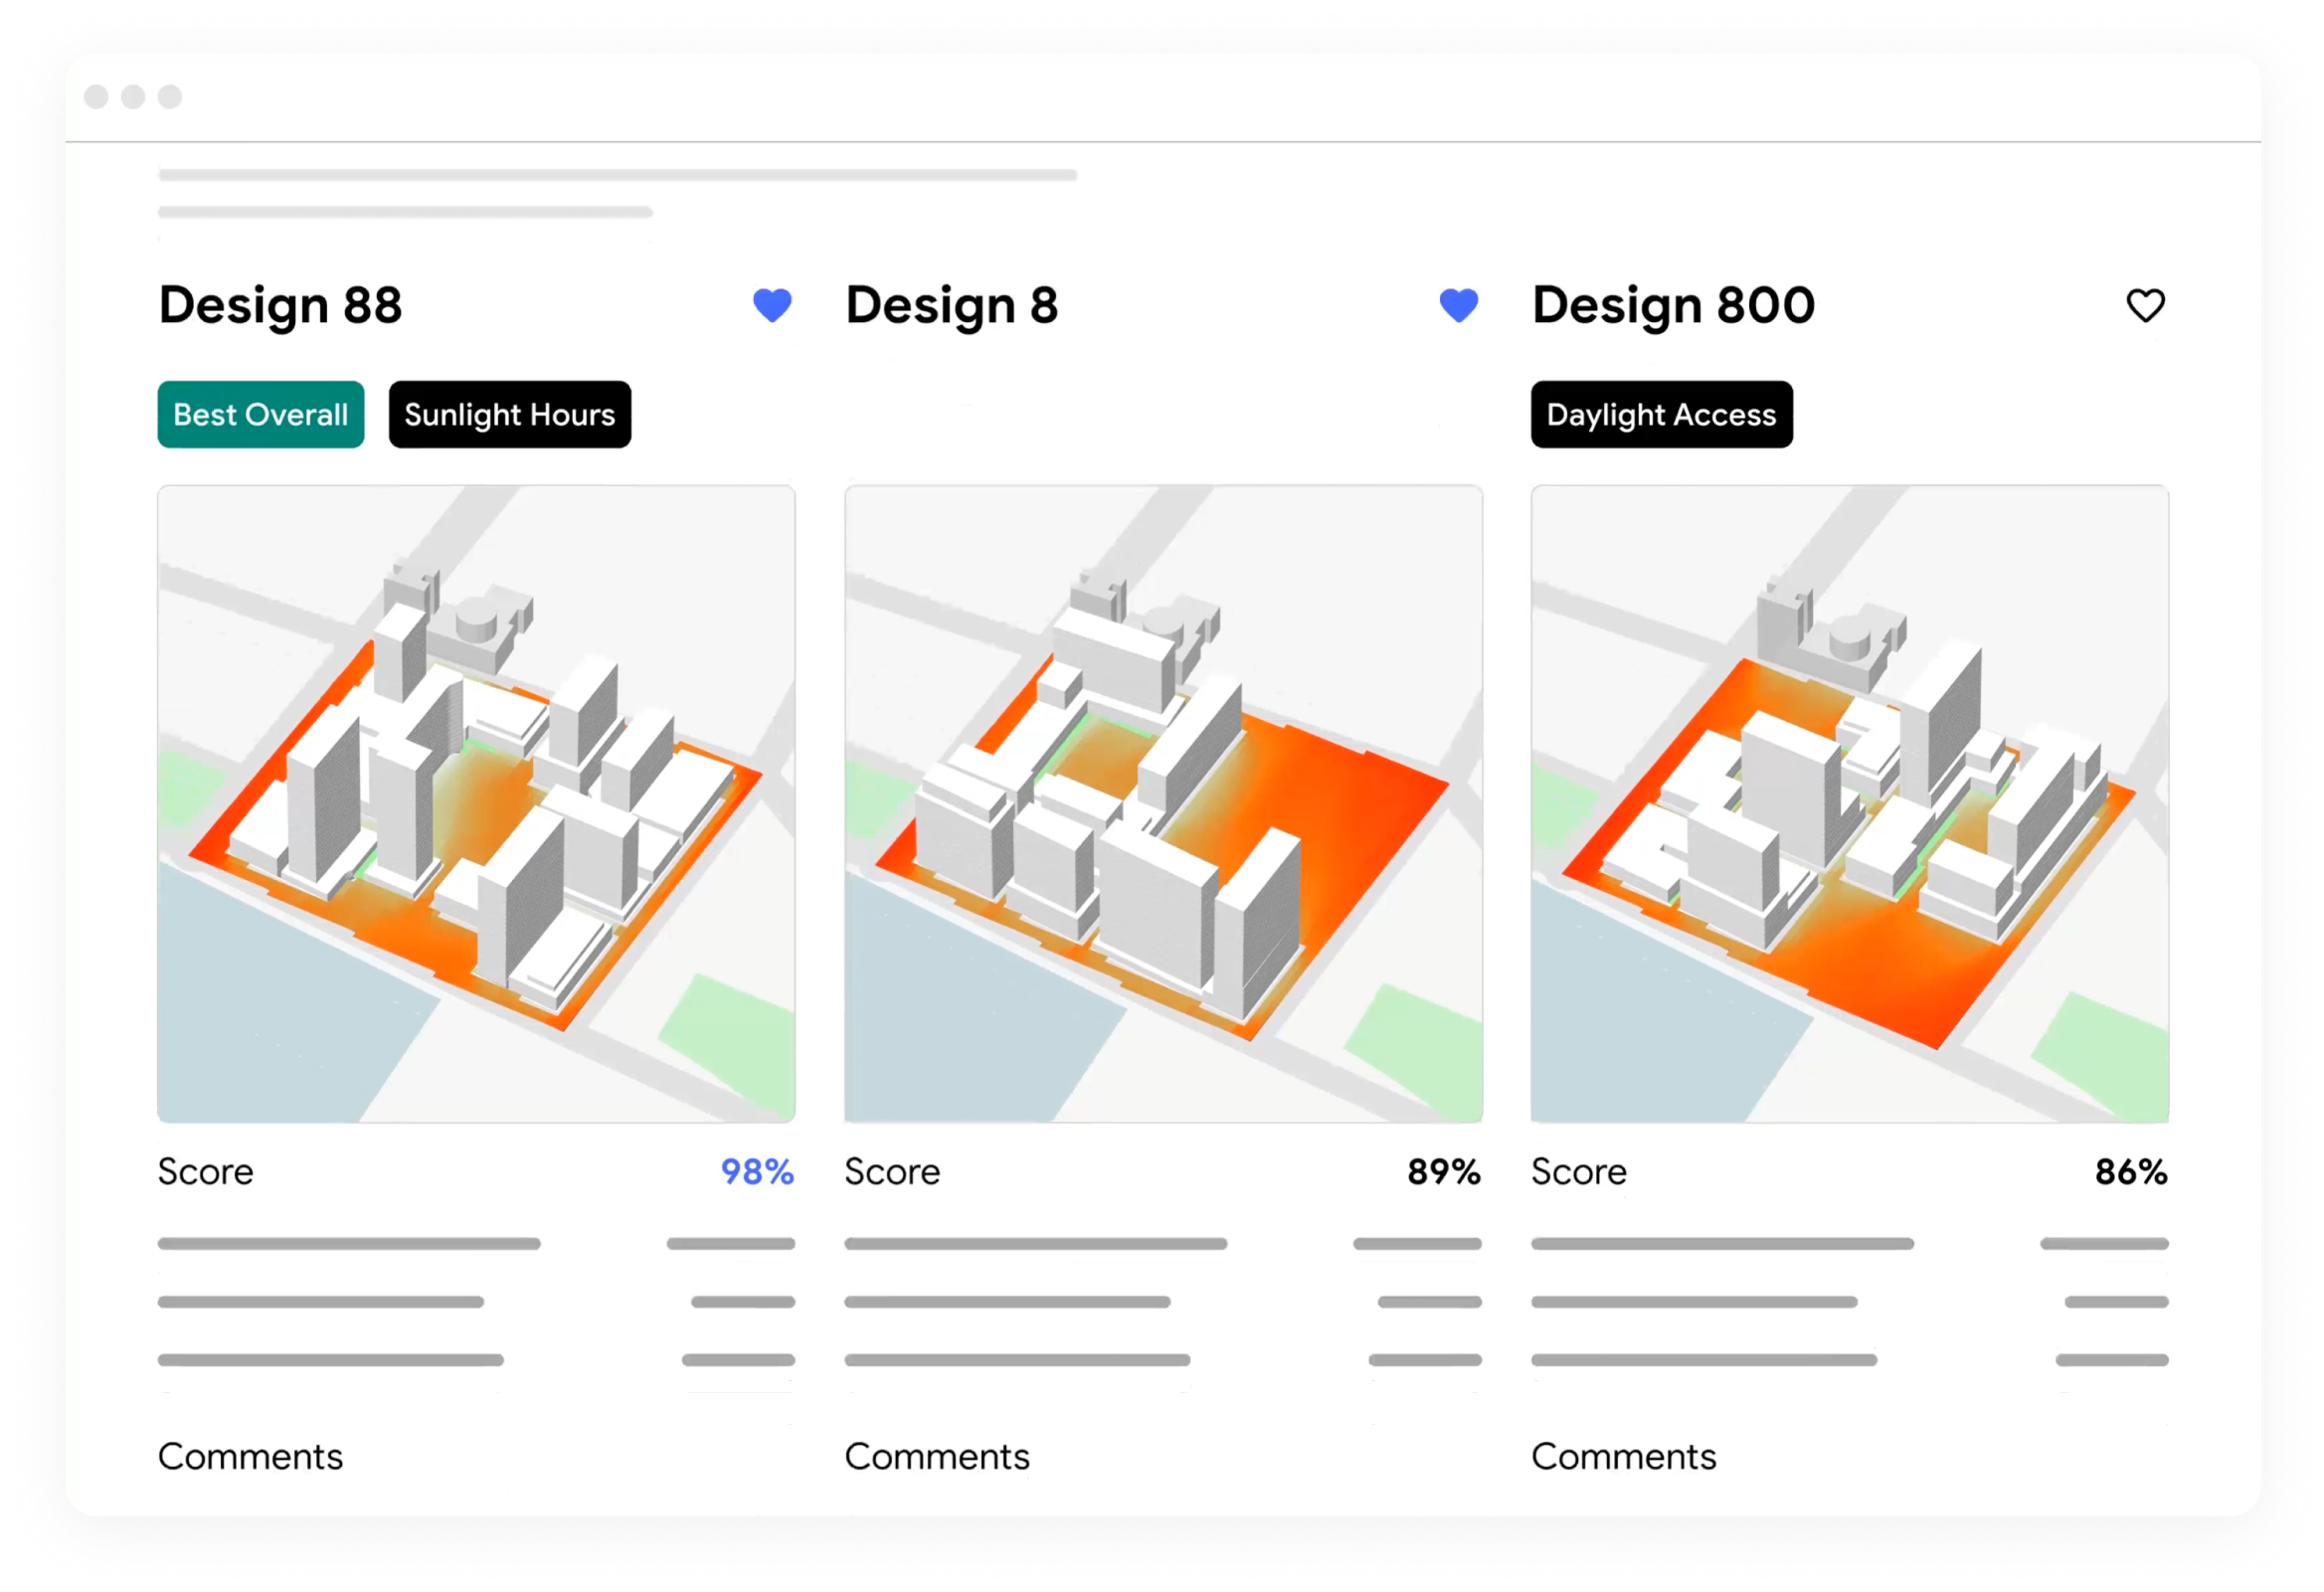 Design 88
Design 8
Design 800
Best Overall
Sunlight Hours
Daylight Access
Score 98%
Score 89%
Score 86%
Comments
Comments
Comments